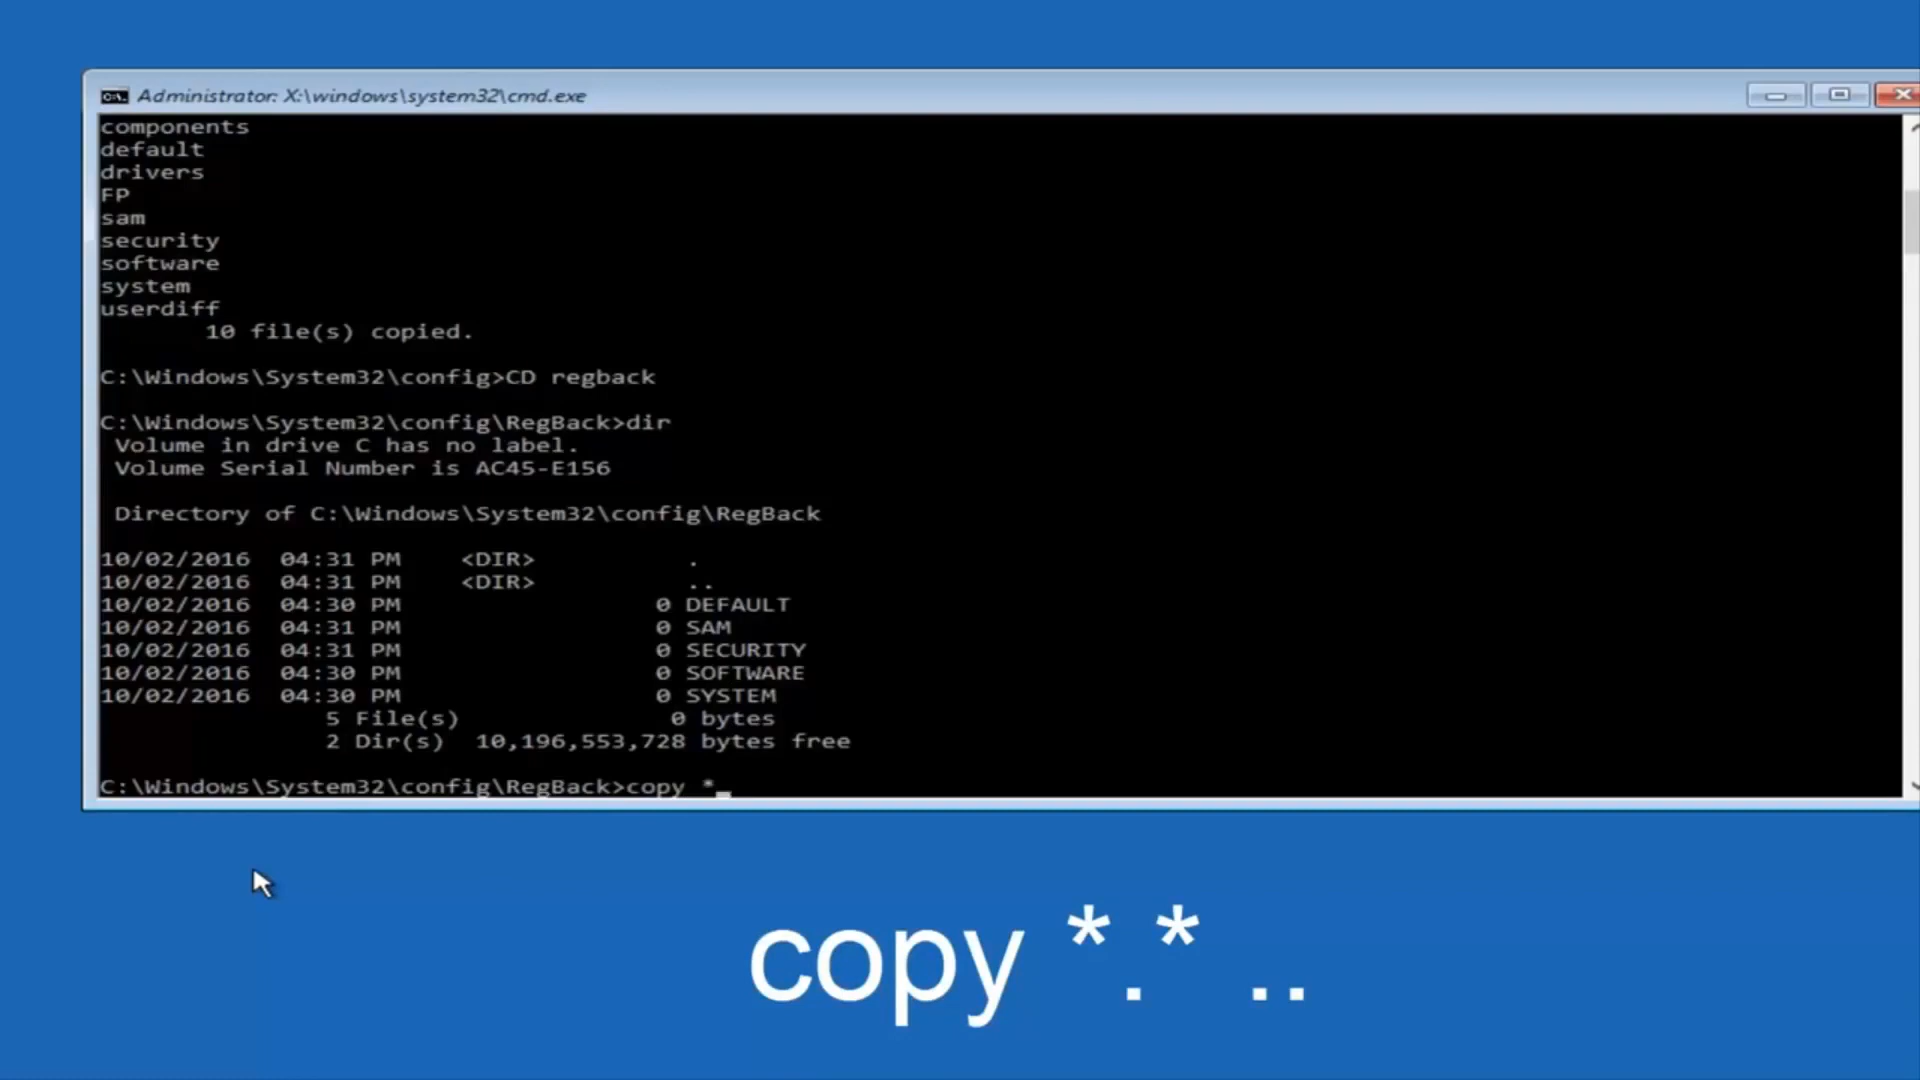 Administrator: X:\windows\system32\cmd.exe
components
default
drivers
FP
sam
security
software
system
userdiff
10 file(s) copied.
C:\Windows\System32\config>CD regback
C:\Windows\System32\config\RegBack>dir
Volume in drive C has no label.
Volume Serial Number is AC45-E156
Directory of C:\Windows\System32\config\RegBack
10/02/2016 04:31 PM <DIR> .
10/02/2016 04:31 PM <DIR> ..
10/02/2016 04:30 PM 0 DEFAULT
10/02/2016 04:31 PM 0 SAM
10/02/2016 04:31 PM 0 SECURITY
10/02/2016 04:30 PM 0 SOFTWARE
10/02/2016 04:30 PM 0 SYSTEM
5 File(s) 0 bytes
2 Dir(s) 10,196,553,728 bytes free
C:\Windows\System32\config\RegBack>copy *_
copy *.* ..